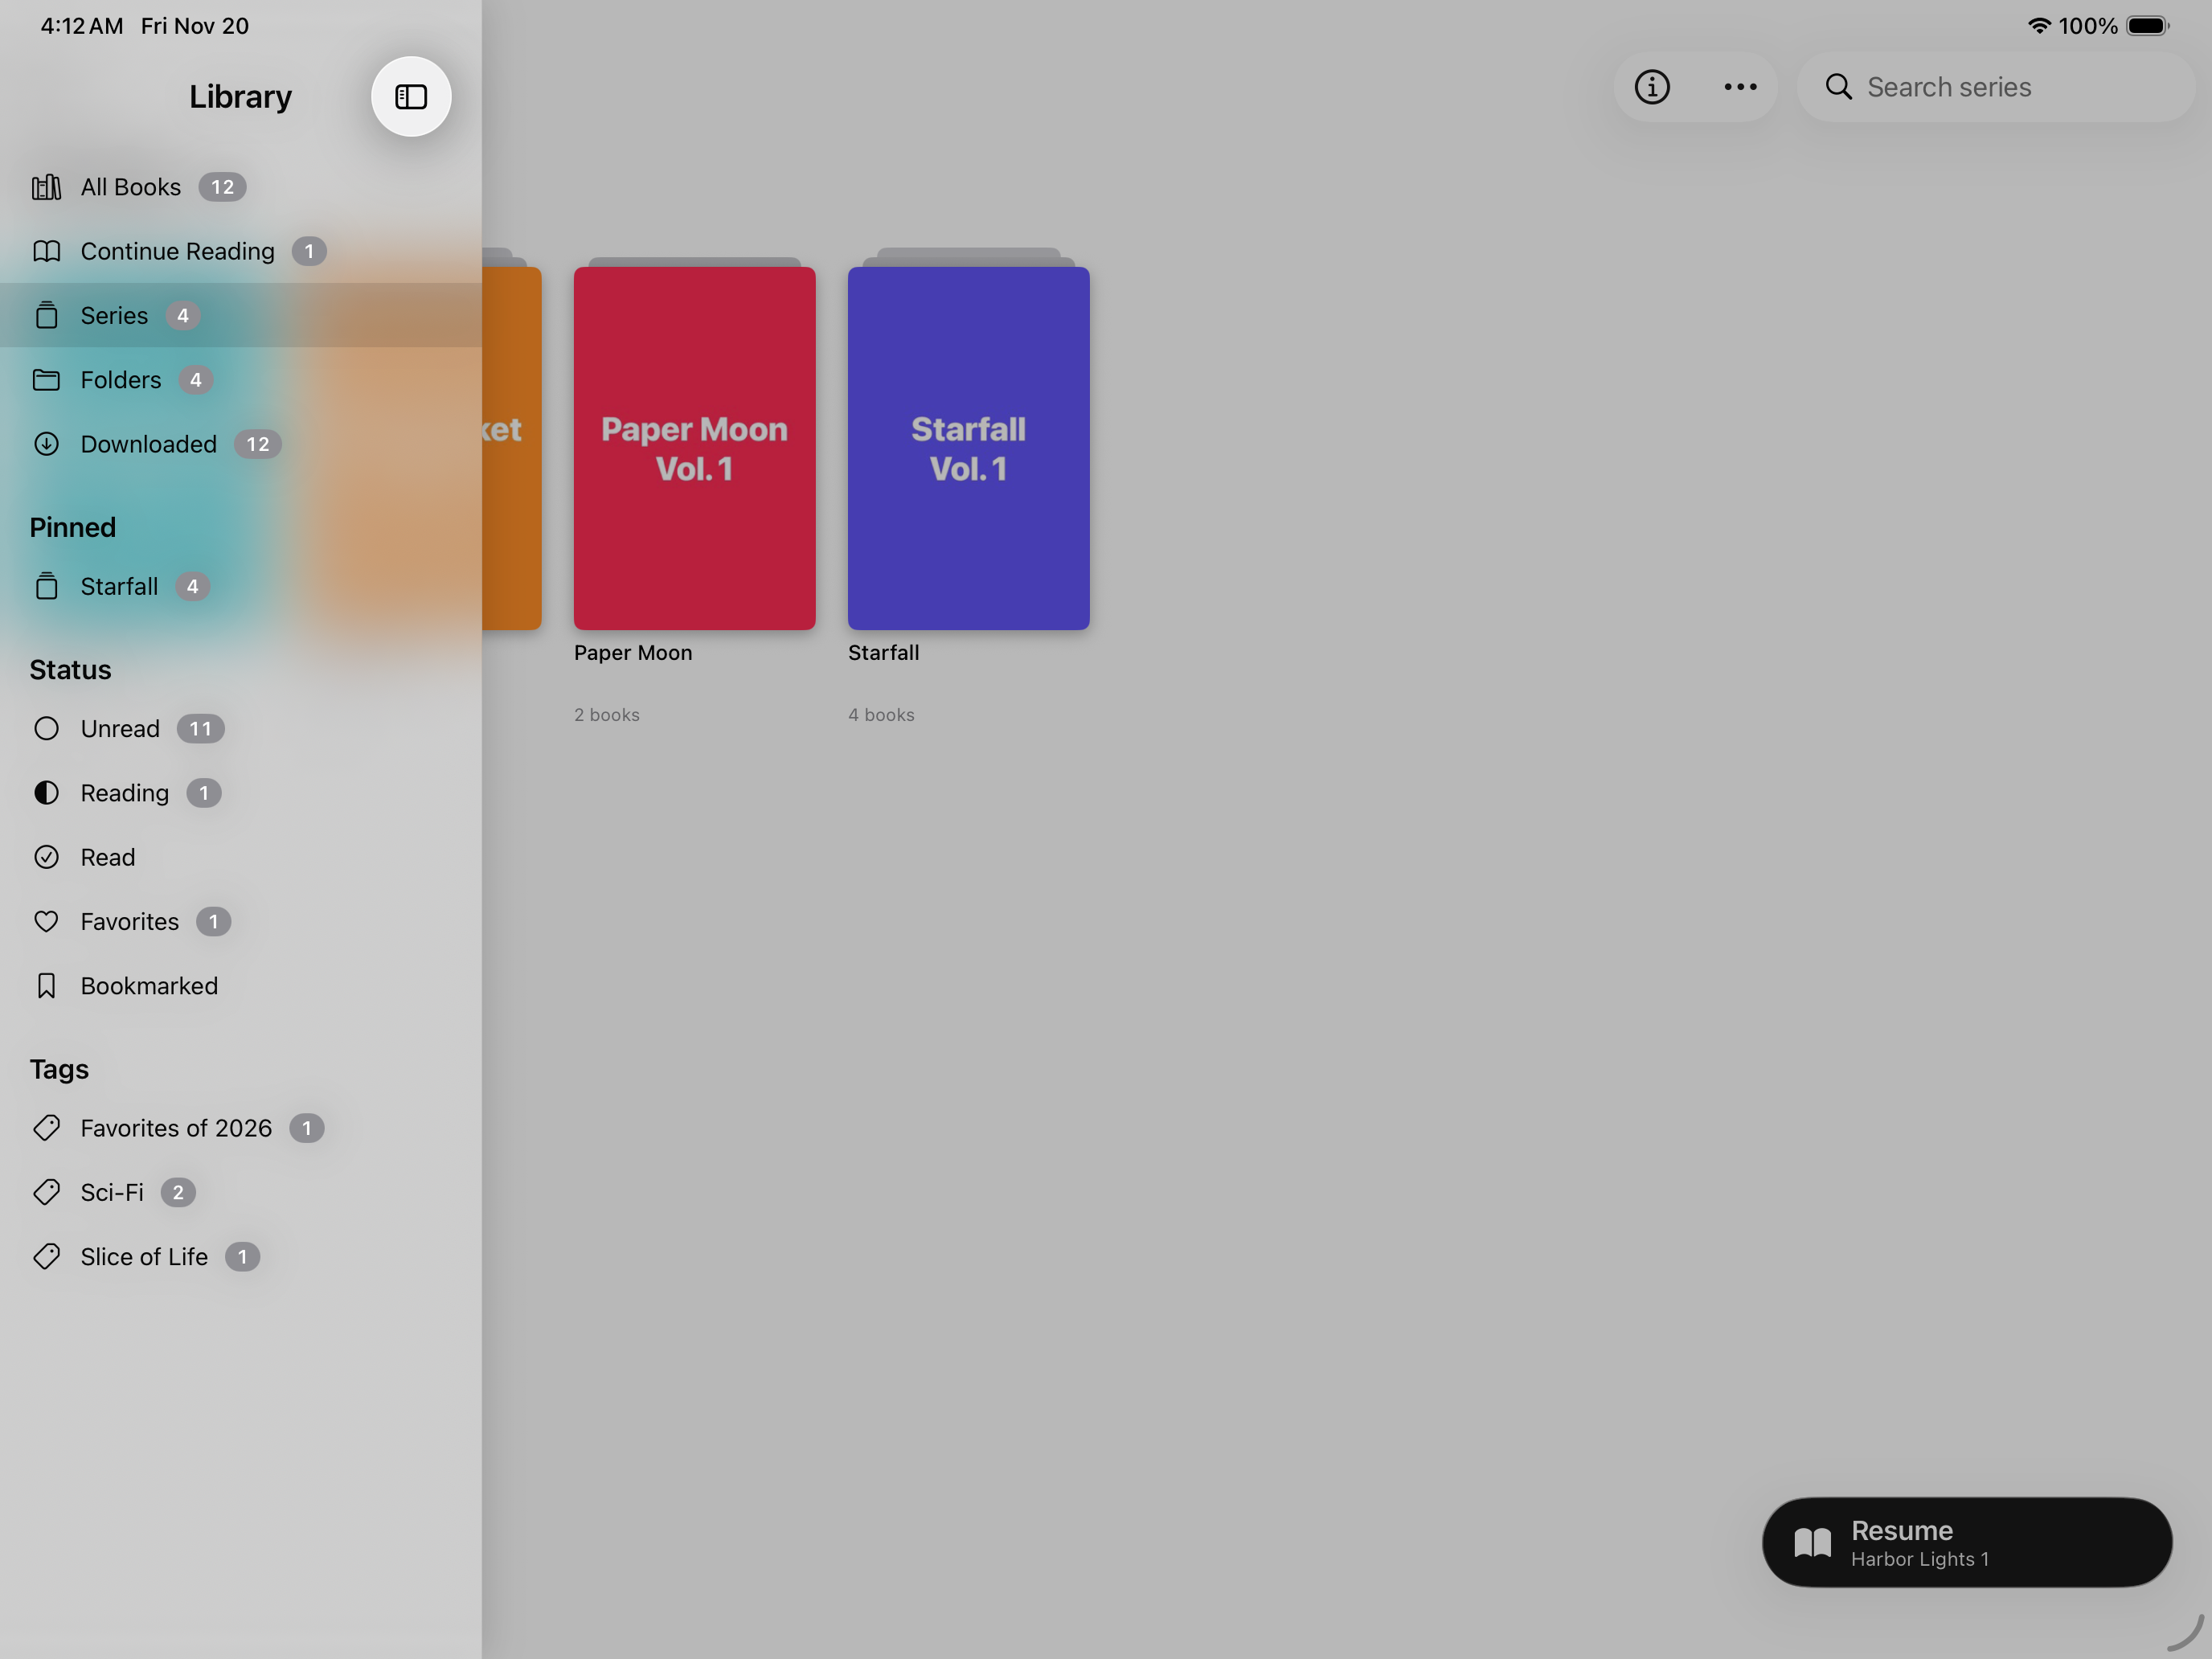 4:12 AM Fri Nov 20
100%
Library
Search series
All Books 12
Continue Reading 1
Series 4
Folders 4
Downloaded 12
Pinned
Starfall 4
Status
Unread 11
Reading 1
Read
Favorites 1
Bookmarked
Tags
Favorites of 2026 1
Sci-Fi 2
Slice of Life 1
Paper Moon
Vol. 1
Paper Moon
2 books
Starfall
Vol. 1
Starfall
4 books
Resume
Harbor Lights 1